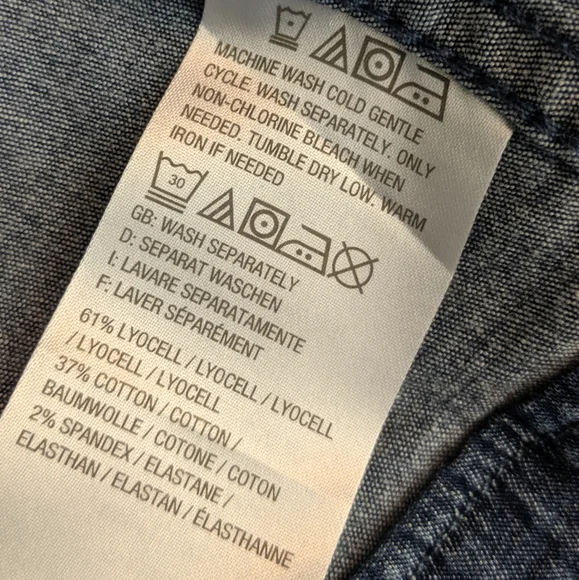 MACHINE WASH COLD GENTLE
CYCLE. WASH SEPARATELY. ONLY
NON-CHLORINE BLEACH WHEN
NEEDED. TUMBLE DRY LOW. WARM
IRON IF NEEDED
30
GB: WASH SEPARATELY
D: SEPARAT WASCHEN
I: LAVARE SEPARATAMENTE
F: LAVER SÉPARÉMENT
61% LYOCELL / LYOCELL / LYOCELL
/ LYOCELL / LYOCELL
37% COTTON / COTTON /
BAUMWOLLE / COTONE / COTON
2% SPANDEX / ELASTANE /
ELASTHAN / ELASTAN / ÉLASTHANNE